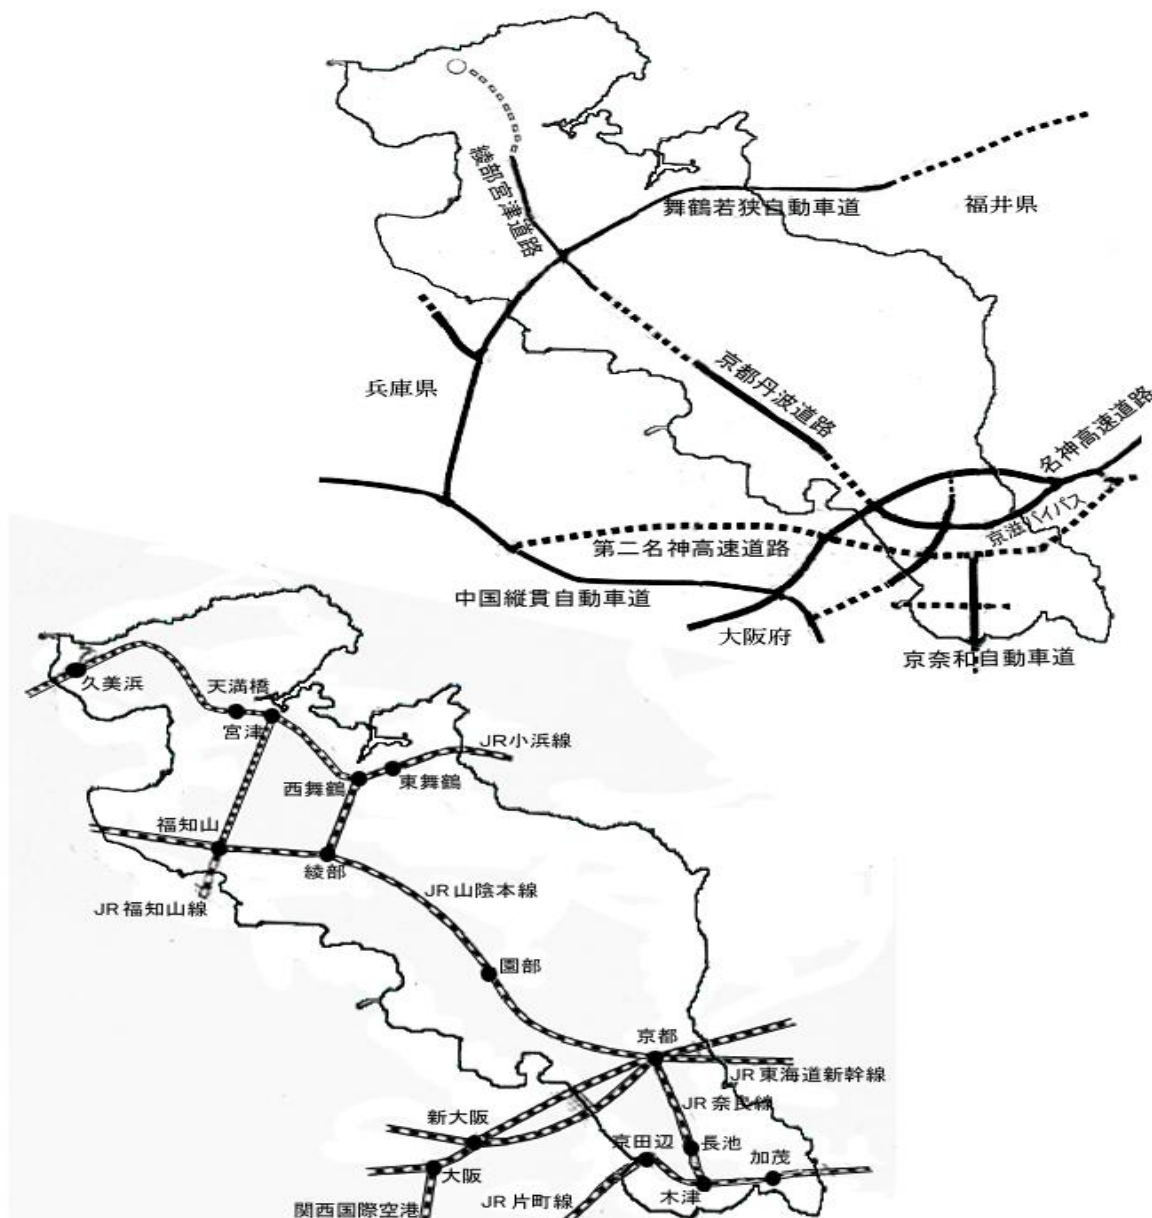 綾部宮津道路
舞鶴若狭自動車道
福井県
兵庫県
京都丹波道路
名神高速道路
京滋バイパス
第二名神高速道路
中国縦貫自動車道
大阪府
京奈和自動車道
久美浜
天満橋
宮津
JR小浜線
西舞鶴
東舞鶴
福知山
綾部
JR山陰本線
JR福知山線
園部
京都
JR東海道新幹線
JR奈良線
新大阪
京田辺
長池
加茂
大阪
木津
JR片町線
関西国際空港